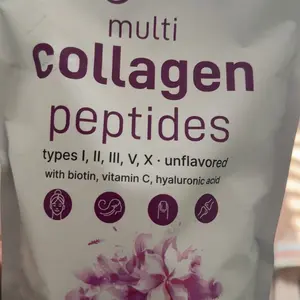 multi
collagen
peptides
types I, II, III, V, X · unflavored
with biotin, vitamin C, hyaluronic acid